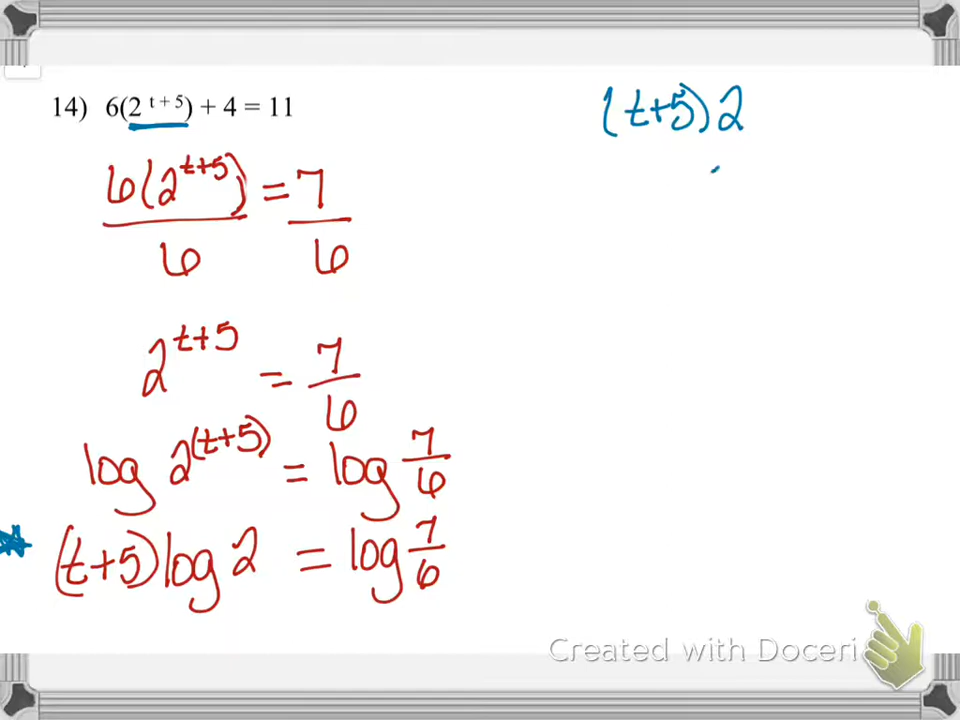 14) 6(2 ^ t + 5) + 4 = 11
(t+5)2
6(2^t+5) = 7
6 6
2^t+5 = 7/6
log 2^(t+5) = log 7/6
(t+5) log 2 = log 7/6
Created with Doceri